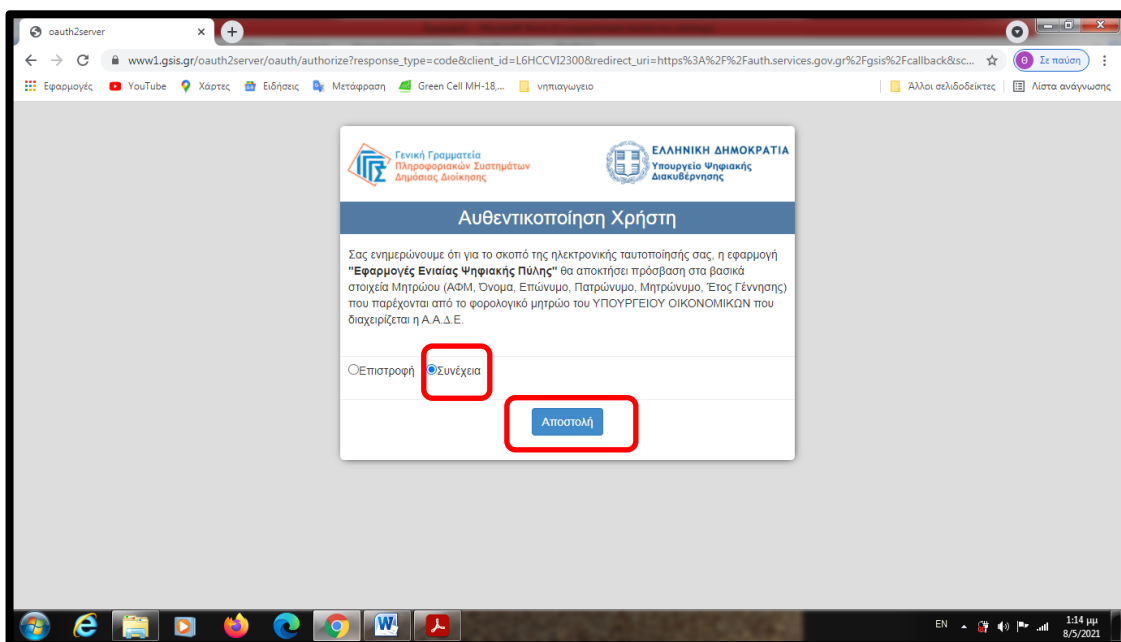 oauth2server
www1.gsis.gr/oauth2server/oauth/authorize?response_type=code&client_id=L6HCCVI2300&redirect_uri=https%3A%2F%2Fauth.services.gov.gr%2Fgsis%2Fcallback&sc...
Θ Σε παύση
Εφαρμογές YouTube Χάρτες Ειδήσεις Μετάφραση Green Cell MH-18,... νηπιαγωγειο Άλλοι σελιδοδείκτες Λίστα ανάγνωσης
Γενική Γραμματεία
Πληροφοριακών Συστημάτων
Δημόσιας Διοίκησης
ΕΛΛΗΝΙΚΗ ΔΗΜΟΚΡΑΤΙΑ
Υπουργείο Ψηφιακής
Διακυβέρνησης
Αυθεντικοποίηση Χρήστη
Σας ενημερώνουμε ότι για το σκοπό της ηλεκτρονικής ταυτοποίησής σας, η εφαρμογή
"Εφαρμογές Ενιαίας Ψηφιακής Πύλης" θα αποκτήσει πρόσβαση στα βασικά
στοιχεία Μητρώου (ΑΦΜ, Όνομα, Επώνυμο, Πατρώνυμο, Μητρώνυμο, Έτος Γέννησης)
που παρέχονται από το φορολογικό μητρώο του ΥΠΟΥΡΓΕΙΟΥ ΟΙΚΟΝΟΜΙΚΩΝ που
διαχειρίζεται η Α.Α.Δ.Ε.
Επιστροφή Συνέχεια
Αποστολή
EN
1:14 μμ
8/5/2021